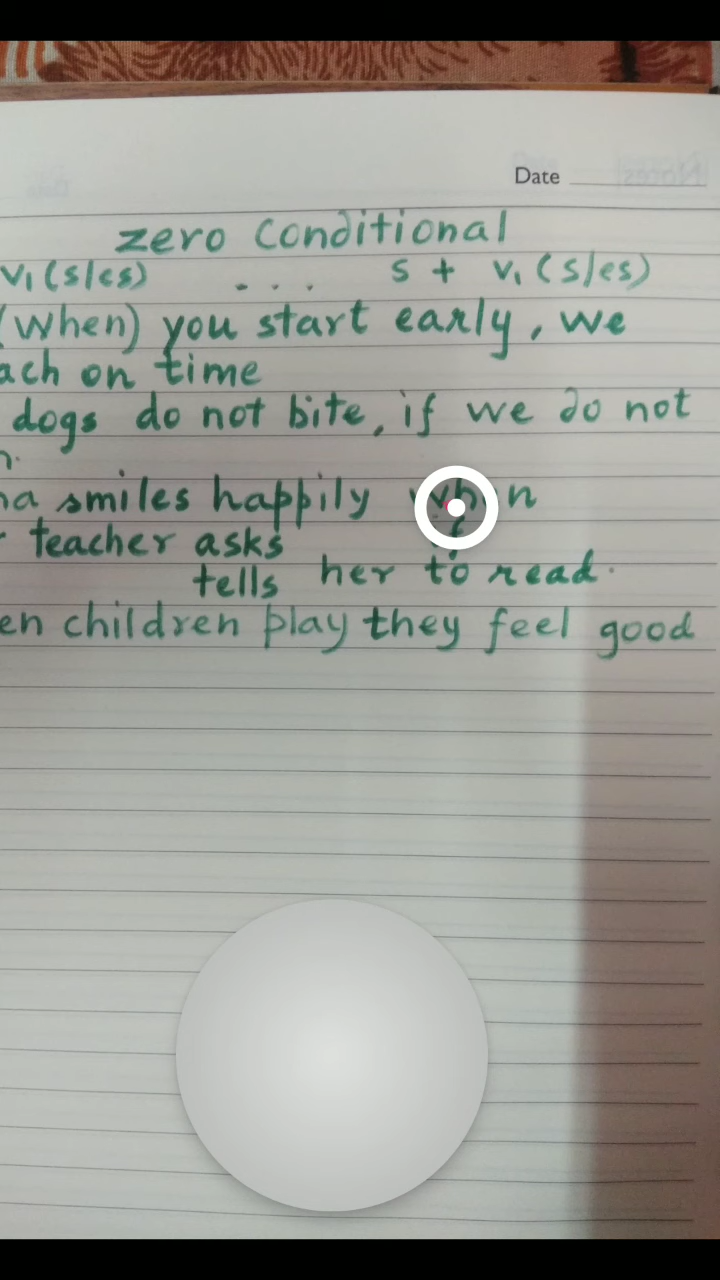 Date
zero conditional
V₁ (s/es) . . . S + V₁ (s/es)
(when) you start early, we
ach on time
dogs do not bite, if we do not
smiles happily when
teacher asks
tells her to read.
en children play they feel good